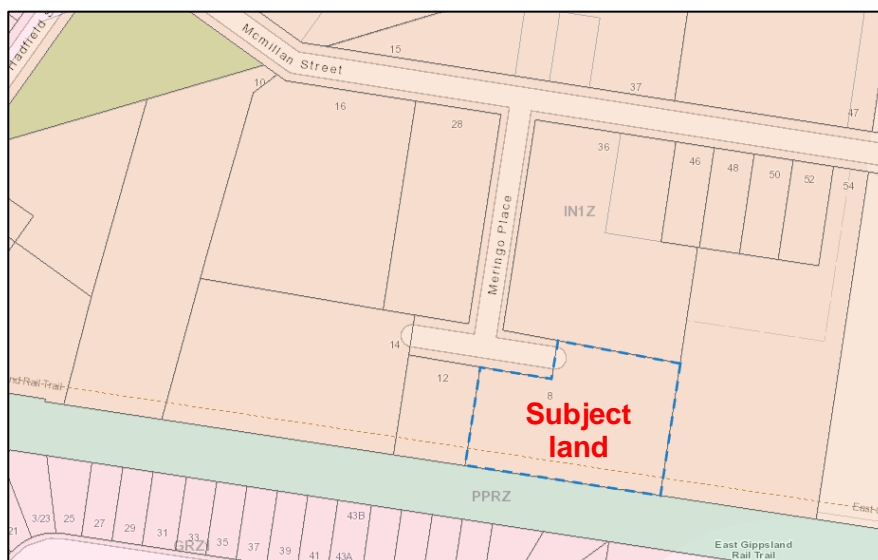 Hadfield S
Mcmillan Street
15
37
47
10
16
28
36
46
48
50
52
54
IN1Z
Meringo Place
14
12
8
Subject
land
nd Rail Trail
PPRZ
East G
21
3/23
25
27
29
31
33
35
37
39
41
43B
43A
GRZ1
East Gippsland
Rail Trail